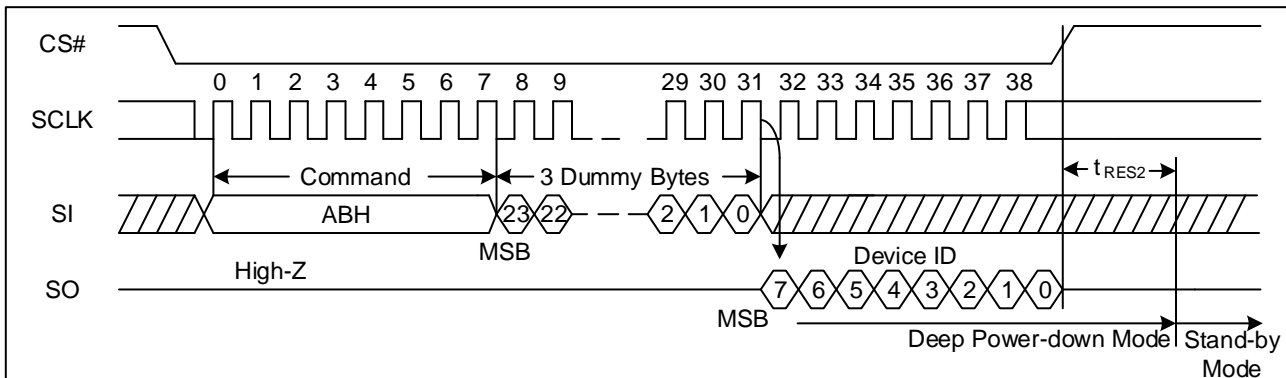 CS#
0 1 2 3 4 5 6 7 8 9 29 30 31 32 33 34 35 36 37 38
SCLK
Command 3 Dummy Bytes tRES2
SI ABH 23 22 2 1 0
MSB
High-Z Device ID
SO 7 6 5 4 3 2 1 0
MSB
Deep Power-down Mode Stand-by
Mode